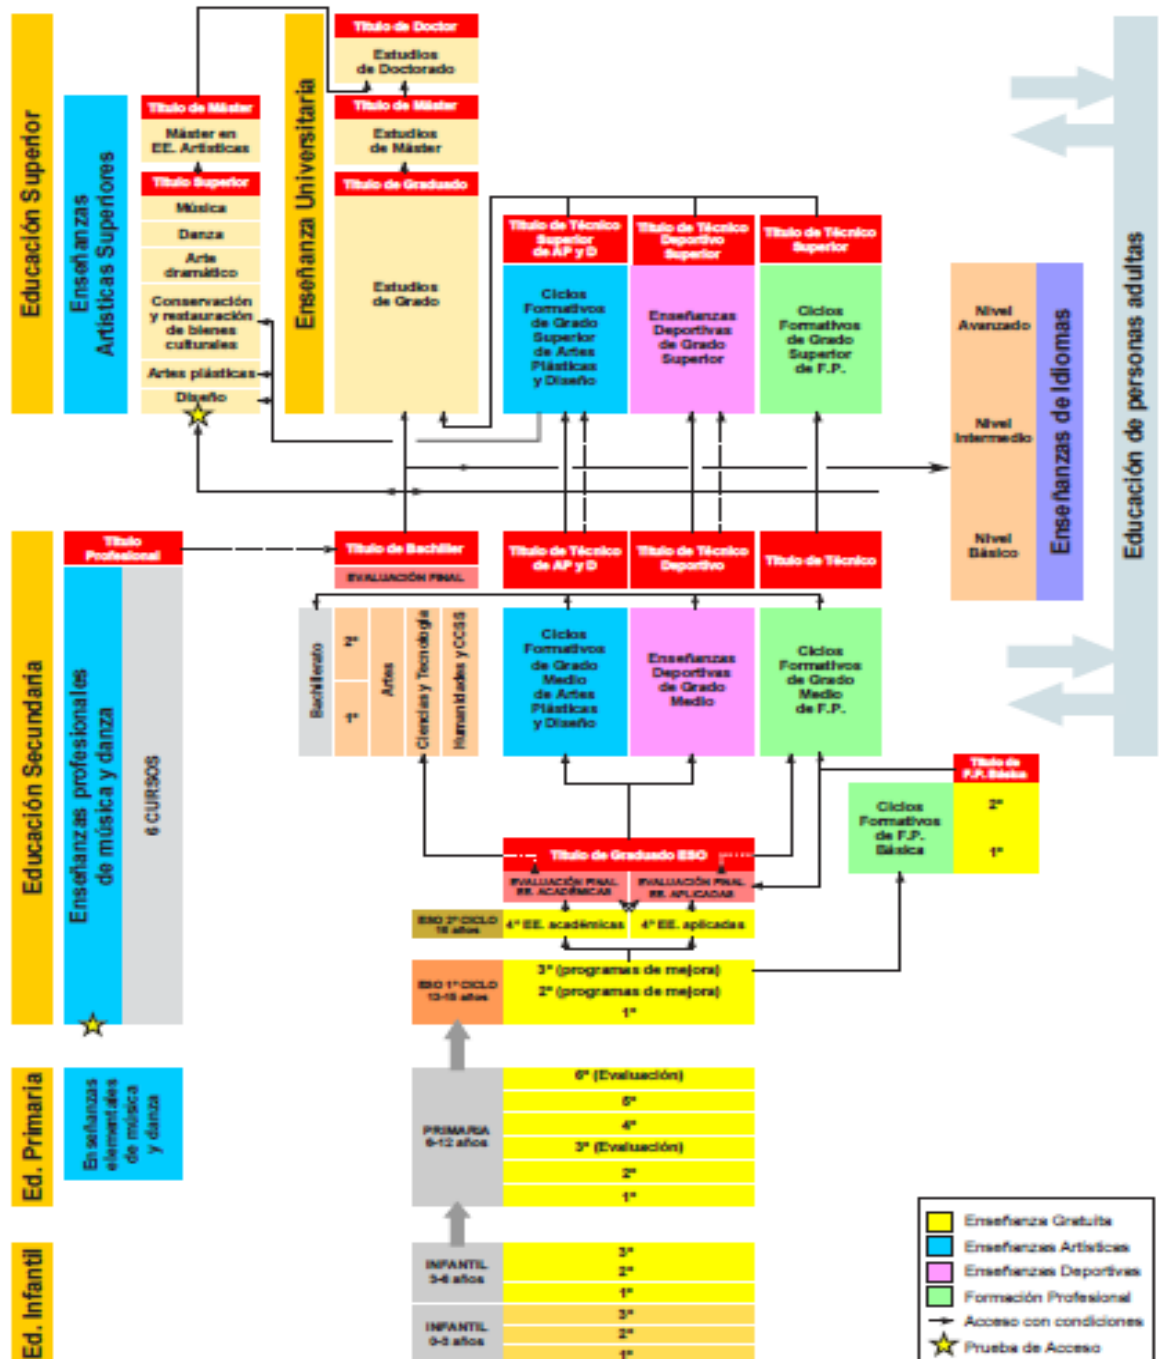 Educación Superior
Enseñanzas
Artísticas Superiores
Título de Máster
Máster en
EE. Artísticas
Título Superior
Música
Danza
Arte
dramático
Conservación
y restauración
de bienes
culturales
Artes plásticas
Diseño
Enseñanza Universitaria
Título de Doctor
Estudios
de Doctorado
Título de Máster
Estudios
de Máster
Título de Graduado
Estudios
de Grado
Título de Técnico
Superior
de AP y D
Ciclos
Formativos
de Grado
Superior
de Artes
Plásticas
y Diseño
Título de Técnico
Deportivo
Superior
Enseñanzas
Deportivas
de Grado
Superior
Título de Técnico
Superior
Ciclos
Formativos
de Grado
Superior
de F.P.
Nivel
Avanzado
Nivel
Intermedio
Nivel
Básico
Enseñanzas de Idiomas
Educación de personas adultas
Educación Secundaria
Título
Profesional
Enseñanzas profesionales
de música y danza
6 CURSOS
Título de Bachiller
EVALUACIÓN FINAL
Bachillerato
2º
1º
Artes
Ciencias y Tecnología
Humanidades y CCSS
Título de Técnico
de AP y D
Ciclos
Formativos
de Grado
Medio
de Artes
Plásticas
y Diseño
Título de Técnico
Deportivo
Enseñanzas
Deportivas
de Grado
Medio
Título de Técnico
Ciclos
Formativos
de Grado
Medio
de F.P.
Título de
F.P. Básica
Ciclos
Formativos
de F.P.
Básica
2º
1º
Título de Graduado ESO
EVALUACIÓN FINAL
EE. ACADÉMICAS
EVALUACIÓN FINAL
EE. APLICADAS
ESO 2º CICLO
16 años
4º EE. académicas
4º EE. aplicadas
ESO 1º CICLO
13-15 años
3º (programas de mejora)
2º (programas de mejora)
1º
Ed. Primaria
Enseñanzas
elementales
de música
y danza
PRIMARIA
6-12 años
6º (Evaluación)
5º
4º
3º (Evaluación)
2º
1º
Ed. Infantil
INFANTIL
3-6 años
3º
2º
1º
INFANTIL
0-3 años
3º
2º
1º
Enseñanza Gratuita
Enseñanzas Artísticas
Enseñanzas Deportivas
Formación Profesional
Acceso con condiciones
Prueba de Acceso